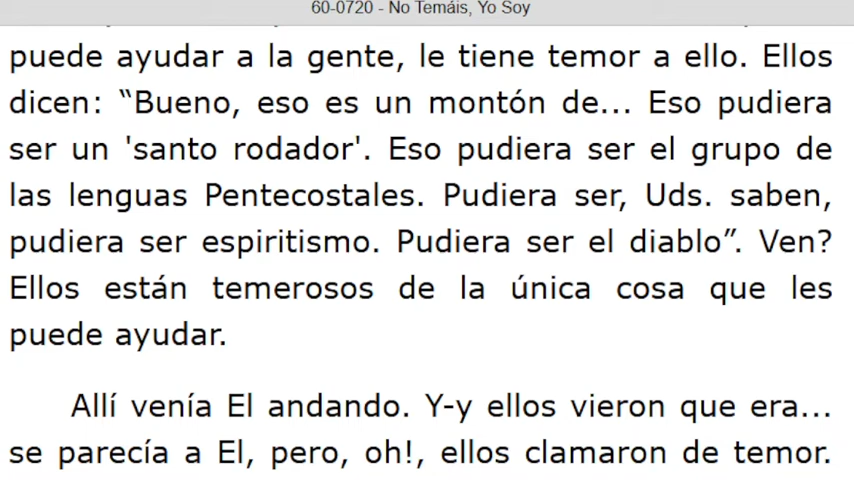 60-0720 - No Temáis, Yo Soy
puede ayudar a la gente, le tiene temor a ello. Ellos
dicen: “Bueno, eso es un montón de... Eso pudiera
ser un 'santo rodador'. Eso pudiera ser el grupo de
las lenguas Pentecostales. Pudiera ser, Uds. saben,
pudiera ser espiritismo. Pudiera ser el diablo”. Ven?
Ellos están temerosos de la única cosa que les
puede ayudar.
Allí venía El andando. Y-y ellos vieron que era...
se parecía a El, pero, oh!, ellos clamaron de temor.